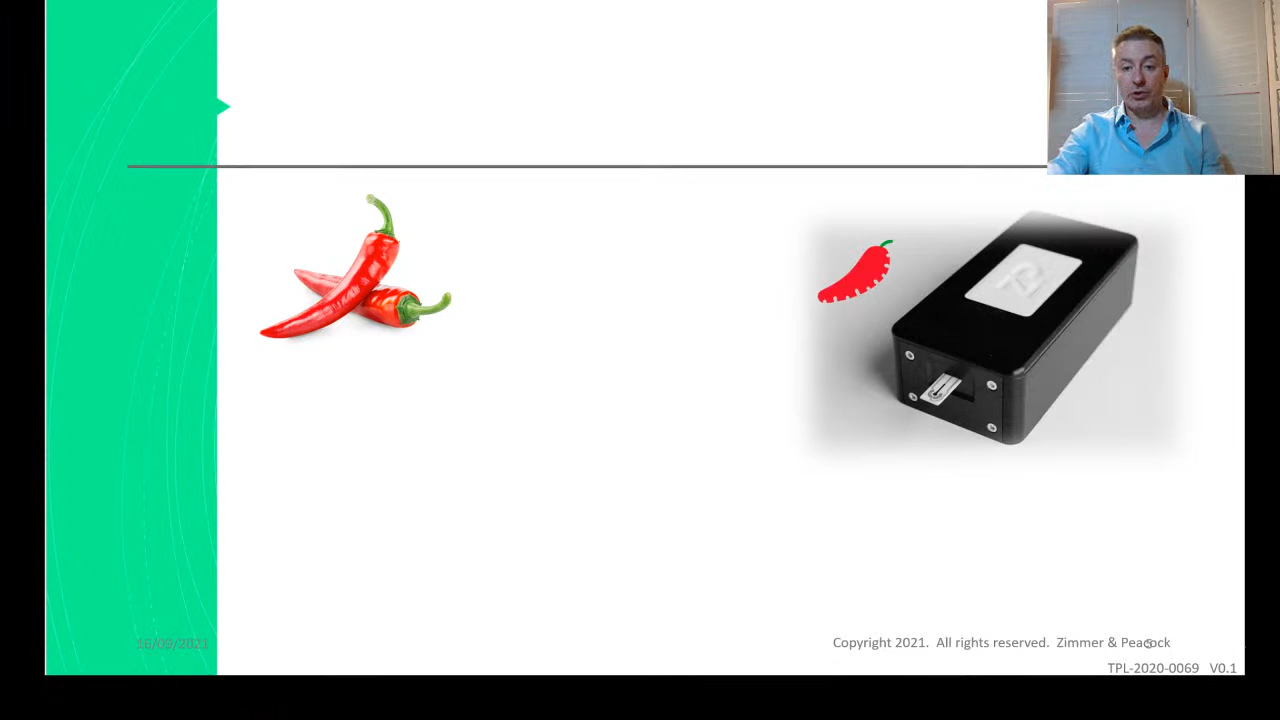 16/09/2021
Copyright 2021. All rights reserved. Zimmer & Peacock
TPL-2020-0069 V0.1